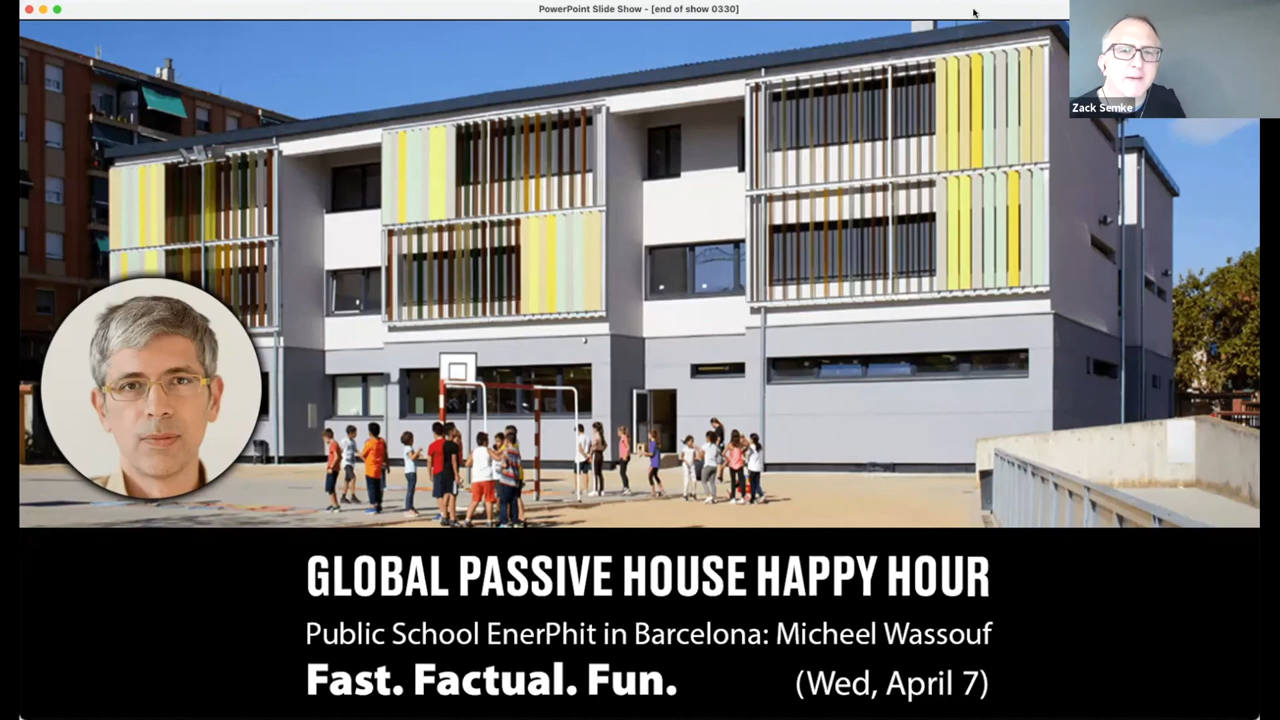 PowerPoint Slide Show - [end of show 0330]
Zack Semke
GLOBAL PASSIVE HOUSE HAPPY HOUR
Public School EnerPhit in Barcelona: Micheel Wassouf
Fast. Factual. Fun. (Wed, April 7)